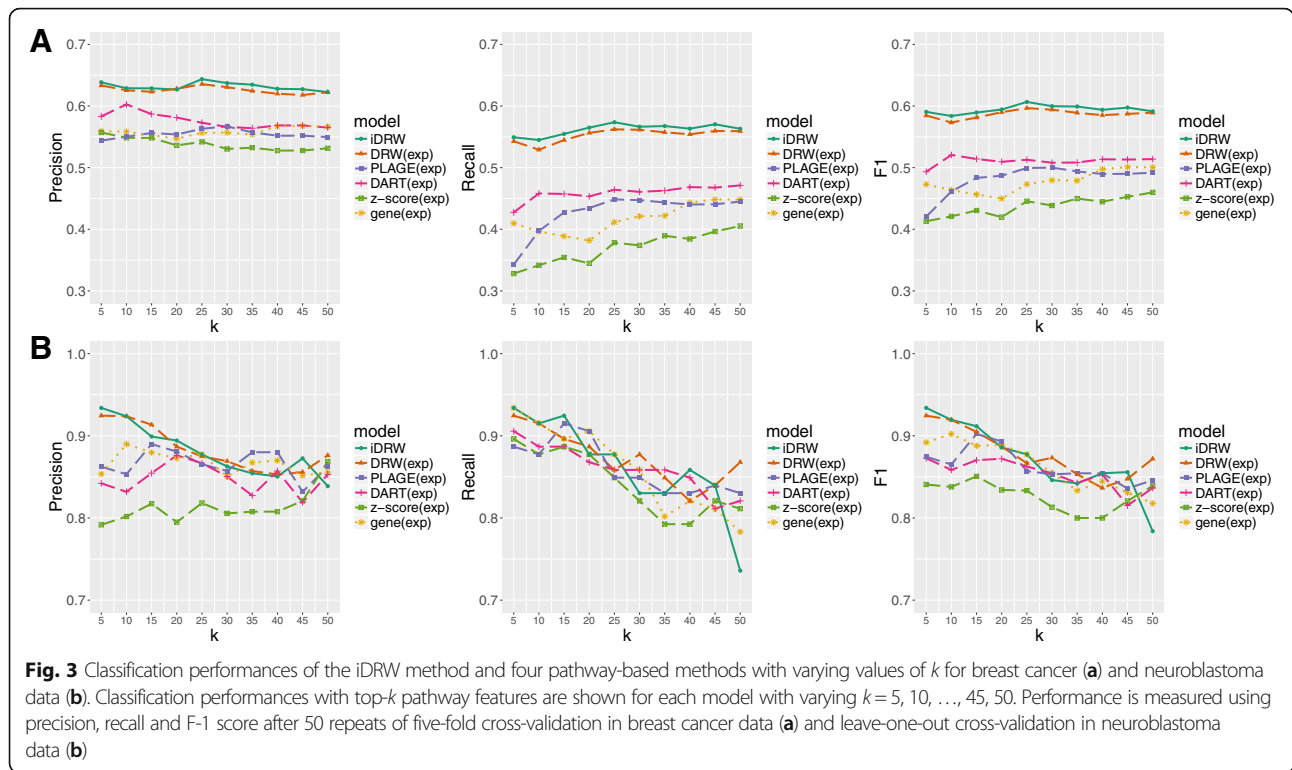 A
0.7
0.6
0.5
0.4
0.3
Precision
5 10 15 20 25 30 35 40 45 50
k
model
iDRW
DRW(exp)
PLAGE(exp)
DART(exp)
z-score(exp)
gene(exp)
0.7
0.6
0.5
0.4
0.3
Recall
5 10 15 20 25 30 35 40 45 50
k
model
iDRW
DRW(exp)
PLAGE(exp)
DART(exp)
z-score(exp)
gene(exp)
0.7
0.6
0.5
0.4
0.3
F1
5 10 15 20 25 30 35 40 45 50
k
model
iDRW
DRW(exp)
PLAGE(exp)
DART(exp)
z-score(exp)
gene(exp)
B
1.0
0.9
0.8
0.7
Precision
5 10 15 20 25 30 35 40 45 50
k
model
iDRW
DRW(exp)
PLAGE(exp)
DART(exp)
z-score(exp)
gene(exp)
1.0
0.9
0.8
0.7
Recall
5 10 15 20 25 30 35 40 45 50
k
model
iDRW
DRW(exp)
PLAGE(exp)
DART(exp)
z-score(exp)
gene(exp)
1.0
0.9
0.8
0.7
F1
5 10 15 20 25 30 35 40 45 50
k
model
iDRW
DRW(exp)
PLAGE(exp)
DART(exp)
z-score(exp)
gene(exp)
Fig. 3 Classification performances of the iDRW method and four pathway-based methods with varying values of k for breast cancer (a) and neuroblastoma
data (b). Classification performances with top-k pathway features are shown for each model with varying k = 5, 10, …, 45, 50. Performance is measured using
precision, recall and F-1 score after 50 repeats of five-fold cross-validation in breast cancer data (a) and leave-one-out cross-validation in neuroblastoma
data (b)